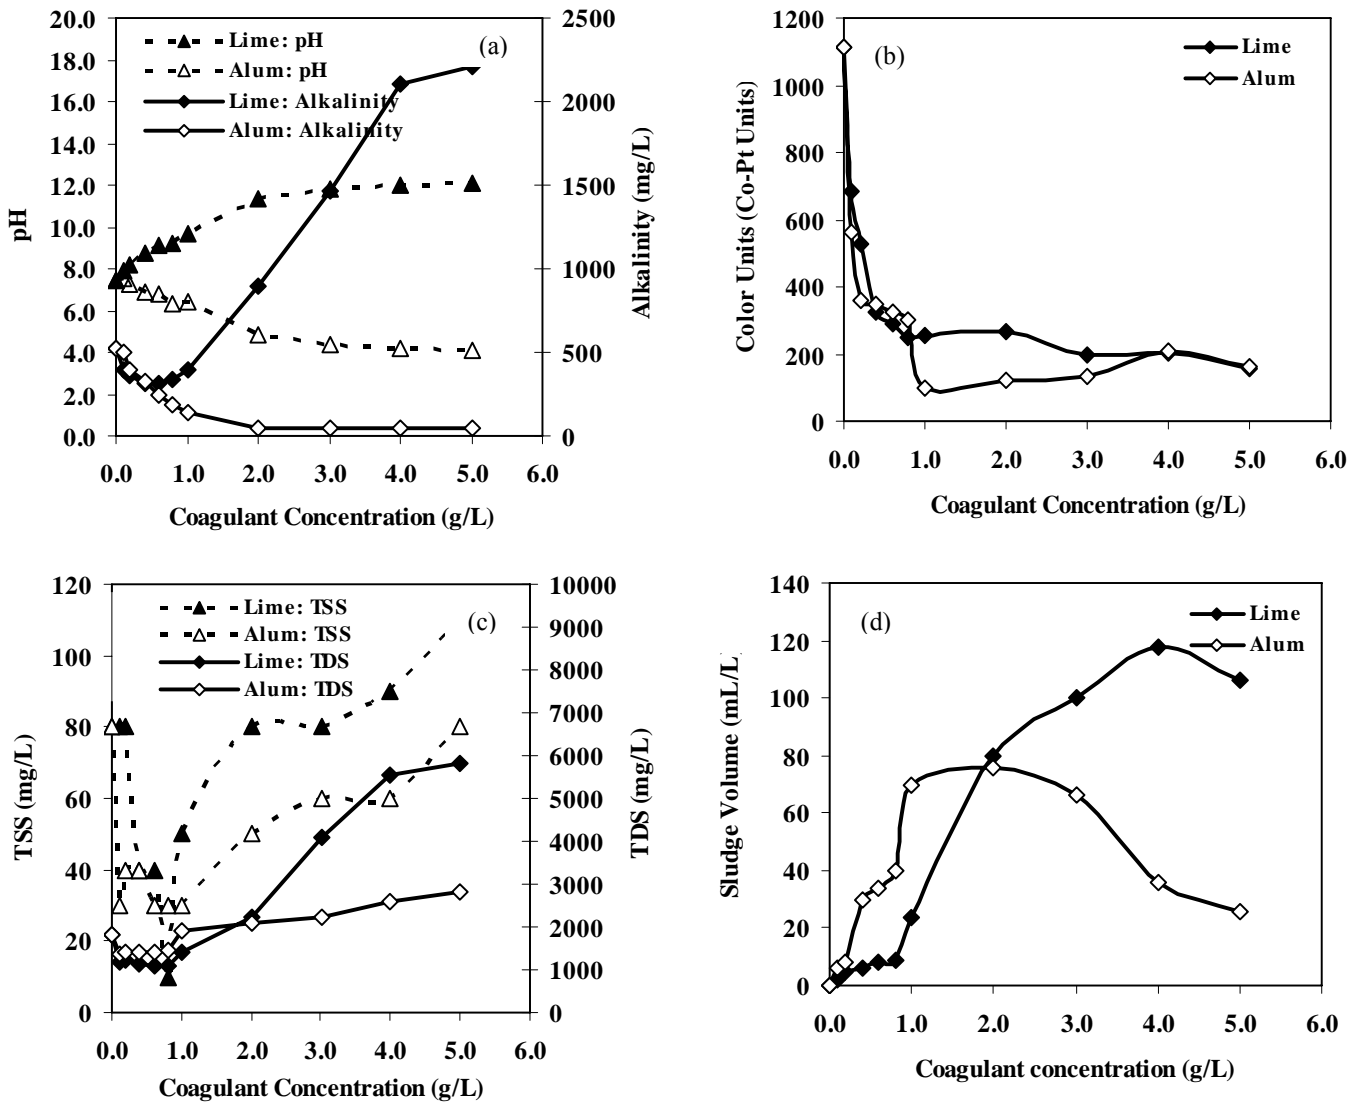 (a)
Lime: pH
Alum: pH
Lime: Alkalinity
Alum: Alkalinity
20.0
18.0
16.0
14.0
12.0
10.0
8.0
6.0
4.0
2.0
0.0
pH
2500
2000
1500
1000
500
0
Alkalinity (mg/L)
0.0 1.0 2.0 3.0 4.0 5.0 6.0
Coagulant Concentration (g/L)
(b)
Lime
Alum
1200
1000
800
600
400
200
0
Color Units (Co-Pt Units)
0.0 1.0 2.0 3.0 4.0 5.0 6.0
Coagulant Concentration (g/L)
(c)
Lime: TSS
Alum: TSS
Lime: TDS
Alum: TDS
120
100
80
60
40
20
0
TSS (mg/L)
10000
9000
8000
7000
6000
5000
4000
3000
2000
1000
0
TDS (mg/L)
0.0 1.0 2.0 3.0 4.0 5.0 6.0
Coagulant Concentration (g/L)
(d)
Lime
Alum
140
120
100
80
60
40
20
0
Sludge Volume (mL/L)
0.0 1.0 2.0 3.0 4.0 5.0 6.0
Coagulant concentration (g/L)